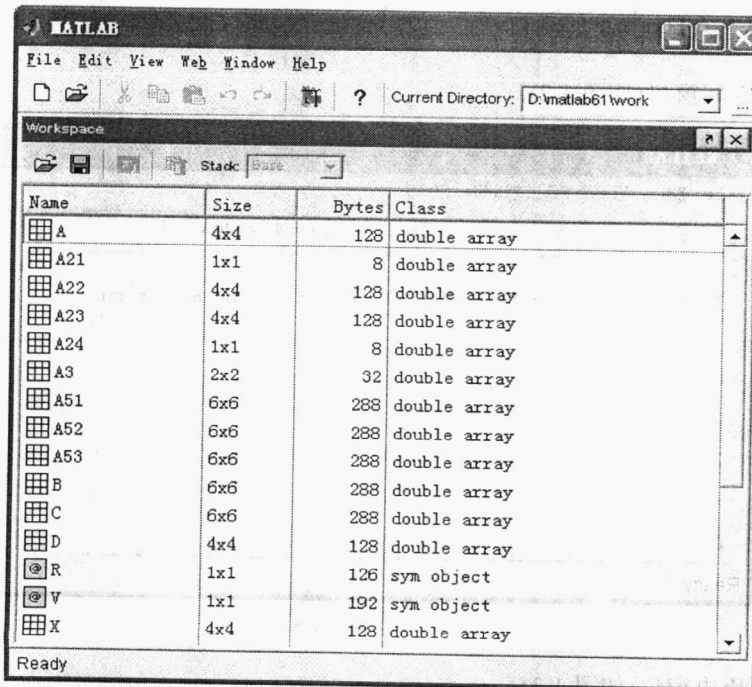 MATLAB
File Edit View Web Window Help
? Current Directory: D:\matlab61\work
Workspace
Stack: Base
Name Size Bytes Class
A 4x4 128 double array
A21 1x1 8 double array
A22 4x4 128 double array
A23 4x4 128 double array
A24 1x1 8 double array
A3 2x2 32 double array
A51 6x6 288 double array
A52 6x6 288 double array
A53 6x6 288 double array
B 6x6 288 double array
C 6x6 288 double array
D 4x4 128 double array
@ R 1x1 126 sym object
@ V 1x1 192 sym object
X 4x4 128 double array
Ready